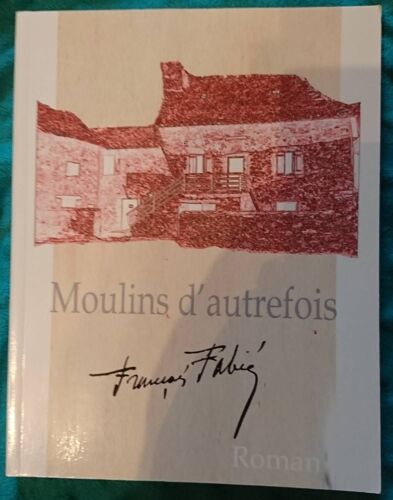 Moulins d'autrefois
François Fabié
Roman